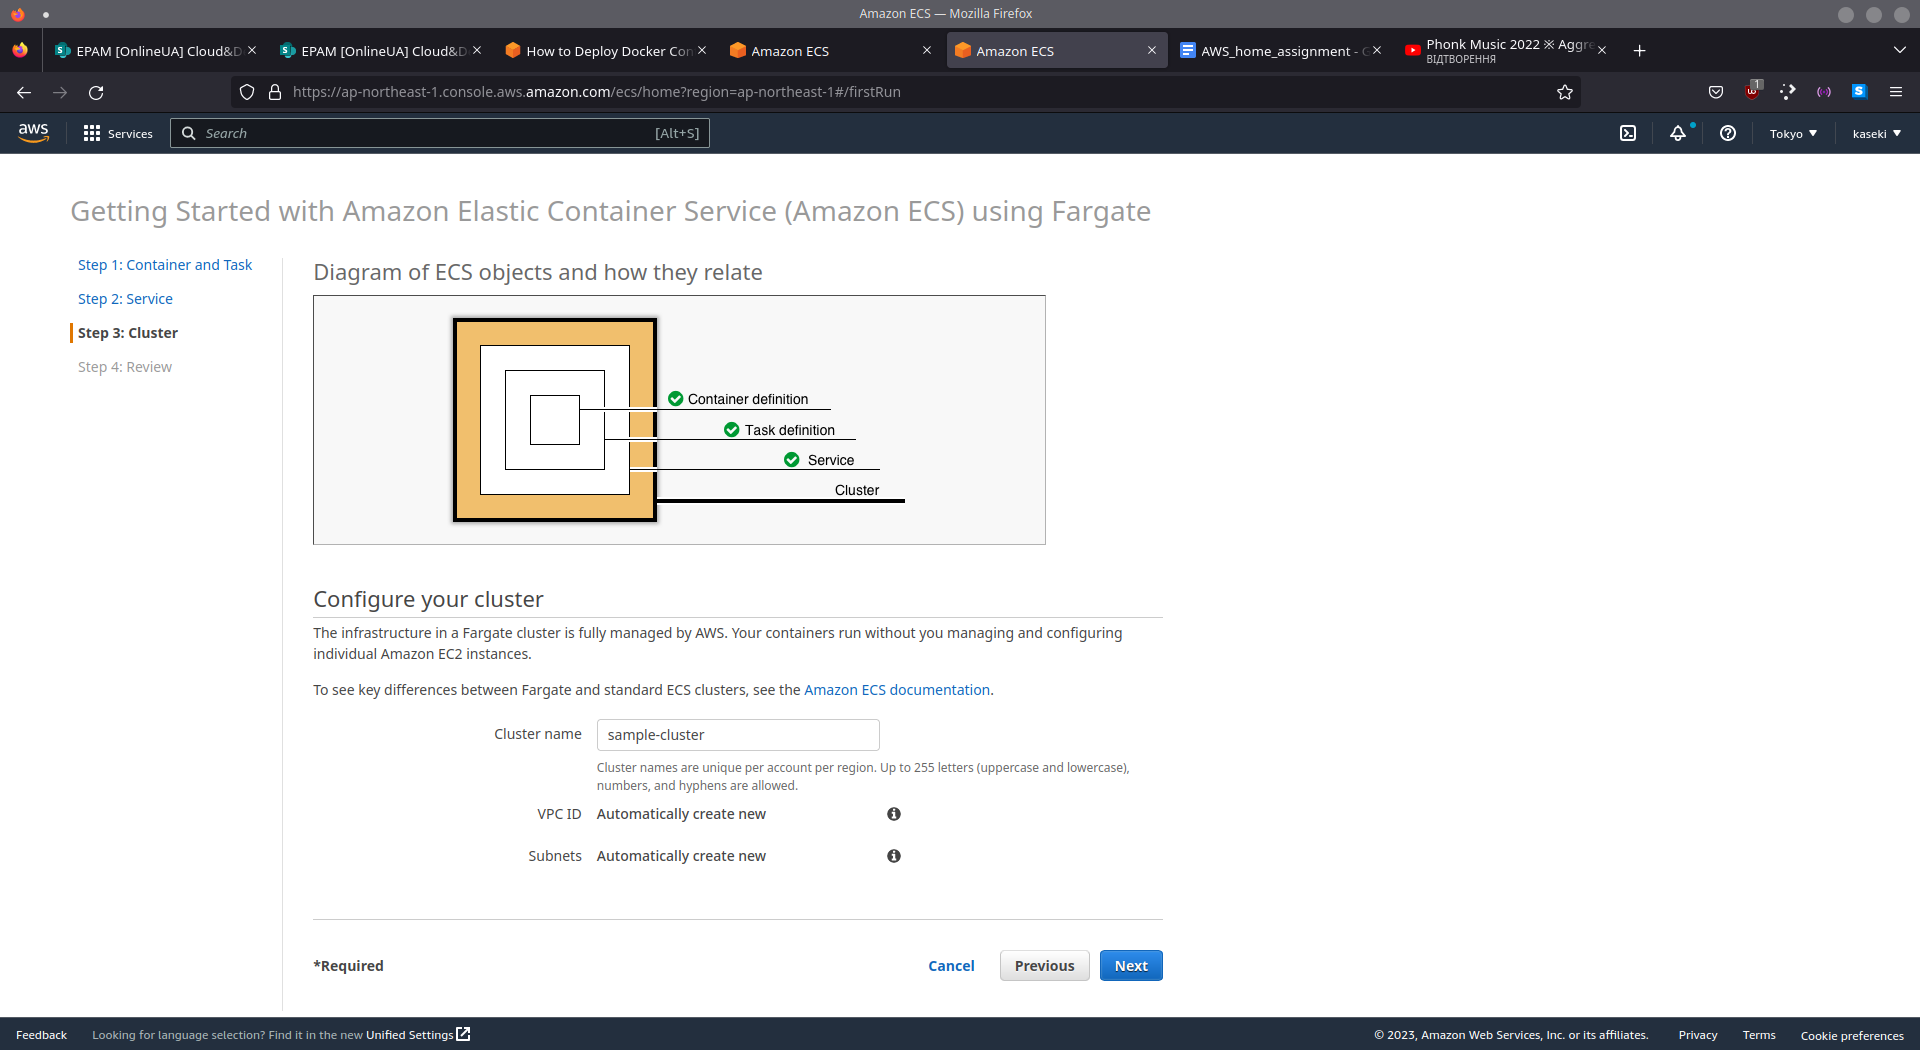 Amazon ECS — Mozilla Firefox
EPAM [OnlineUA] Cloud&D
EPAM [OnlineUA] Cloud&D
How to Deploy Docker Con
Amazon ECS
Amazon ECS
AWS_home_assignment - G
Phonk Music 2022 ※ Aggre
ВІДТВОРЕННЯ
https://ap-northeast-1.console.aws.amazon.com/ecs/home?region=ap-northeast-1#/firstRun
1
aws
Services
Search
[Alt+S]
Tokyo
kaseki
Getting Started with Amazon Elastic Container Service (Amazon ECS) using Fargate
Step 1: Container and Task
Step 2: Service
Step 3: Cluster
Step 4: Review
Diagram of ECS objects and how they relate
Container definition
Task definition
Service
Cluster
Configure your cluster
The infrastructure in a Fargate cluster is fully managed by AWS. Your containers run without you managing and configuring
individual Amazon EC2 instances.
To see key differences between Fargate and standard ECS clusters, see the Amazon ECS documentation.
Cluster name
sample-cluster
Cluster names are unique per account per region. Up to 255 letters (uppercase and lowercase),
numbers, and hyphens are allowed.
VPC ID
Automatically create new
Subnets
Automatically create new
*Required
Cancel
Previous
Next
Feedback
Looking for language selection? Find it in the new Unified Settings
© 2023, Amazon Web Services, Inc. or its affiliates.
Privacy
Terms
Cookie preferences